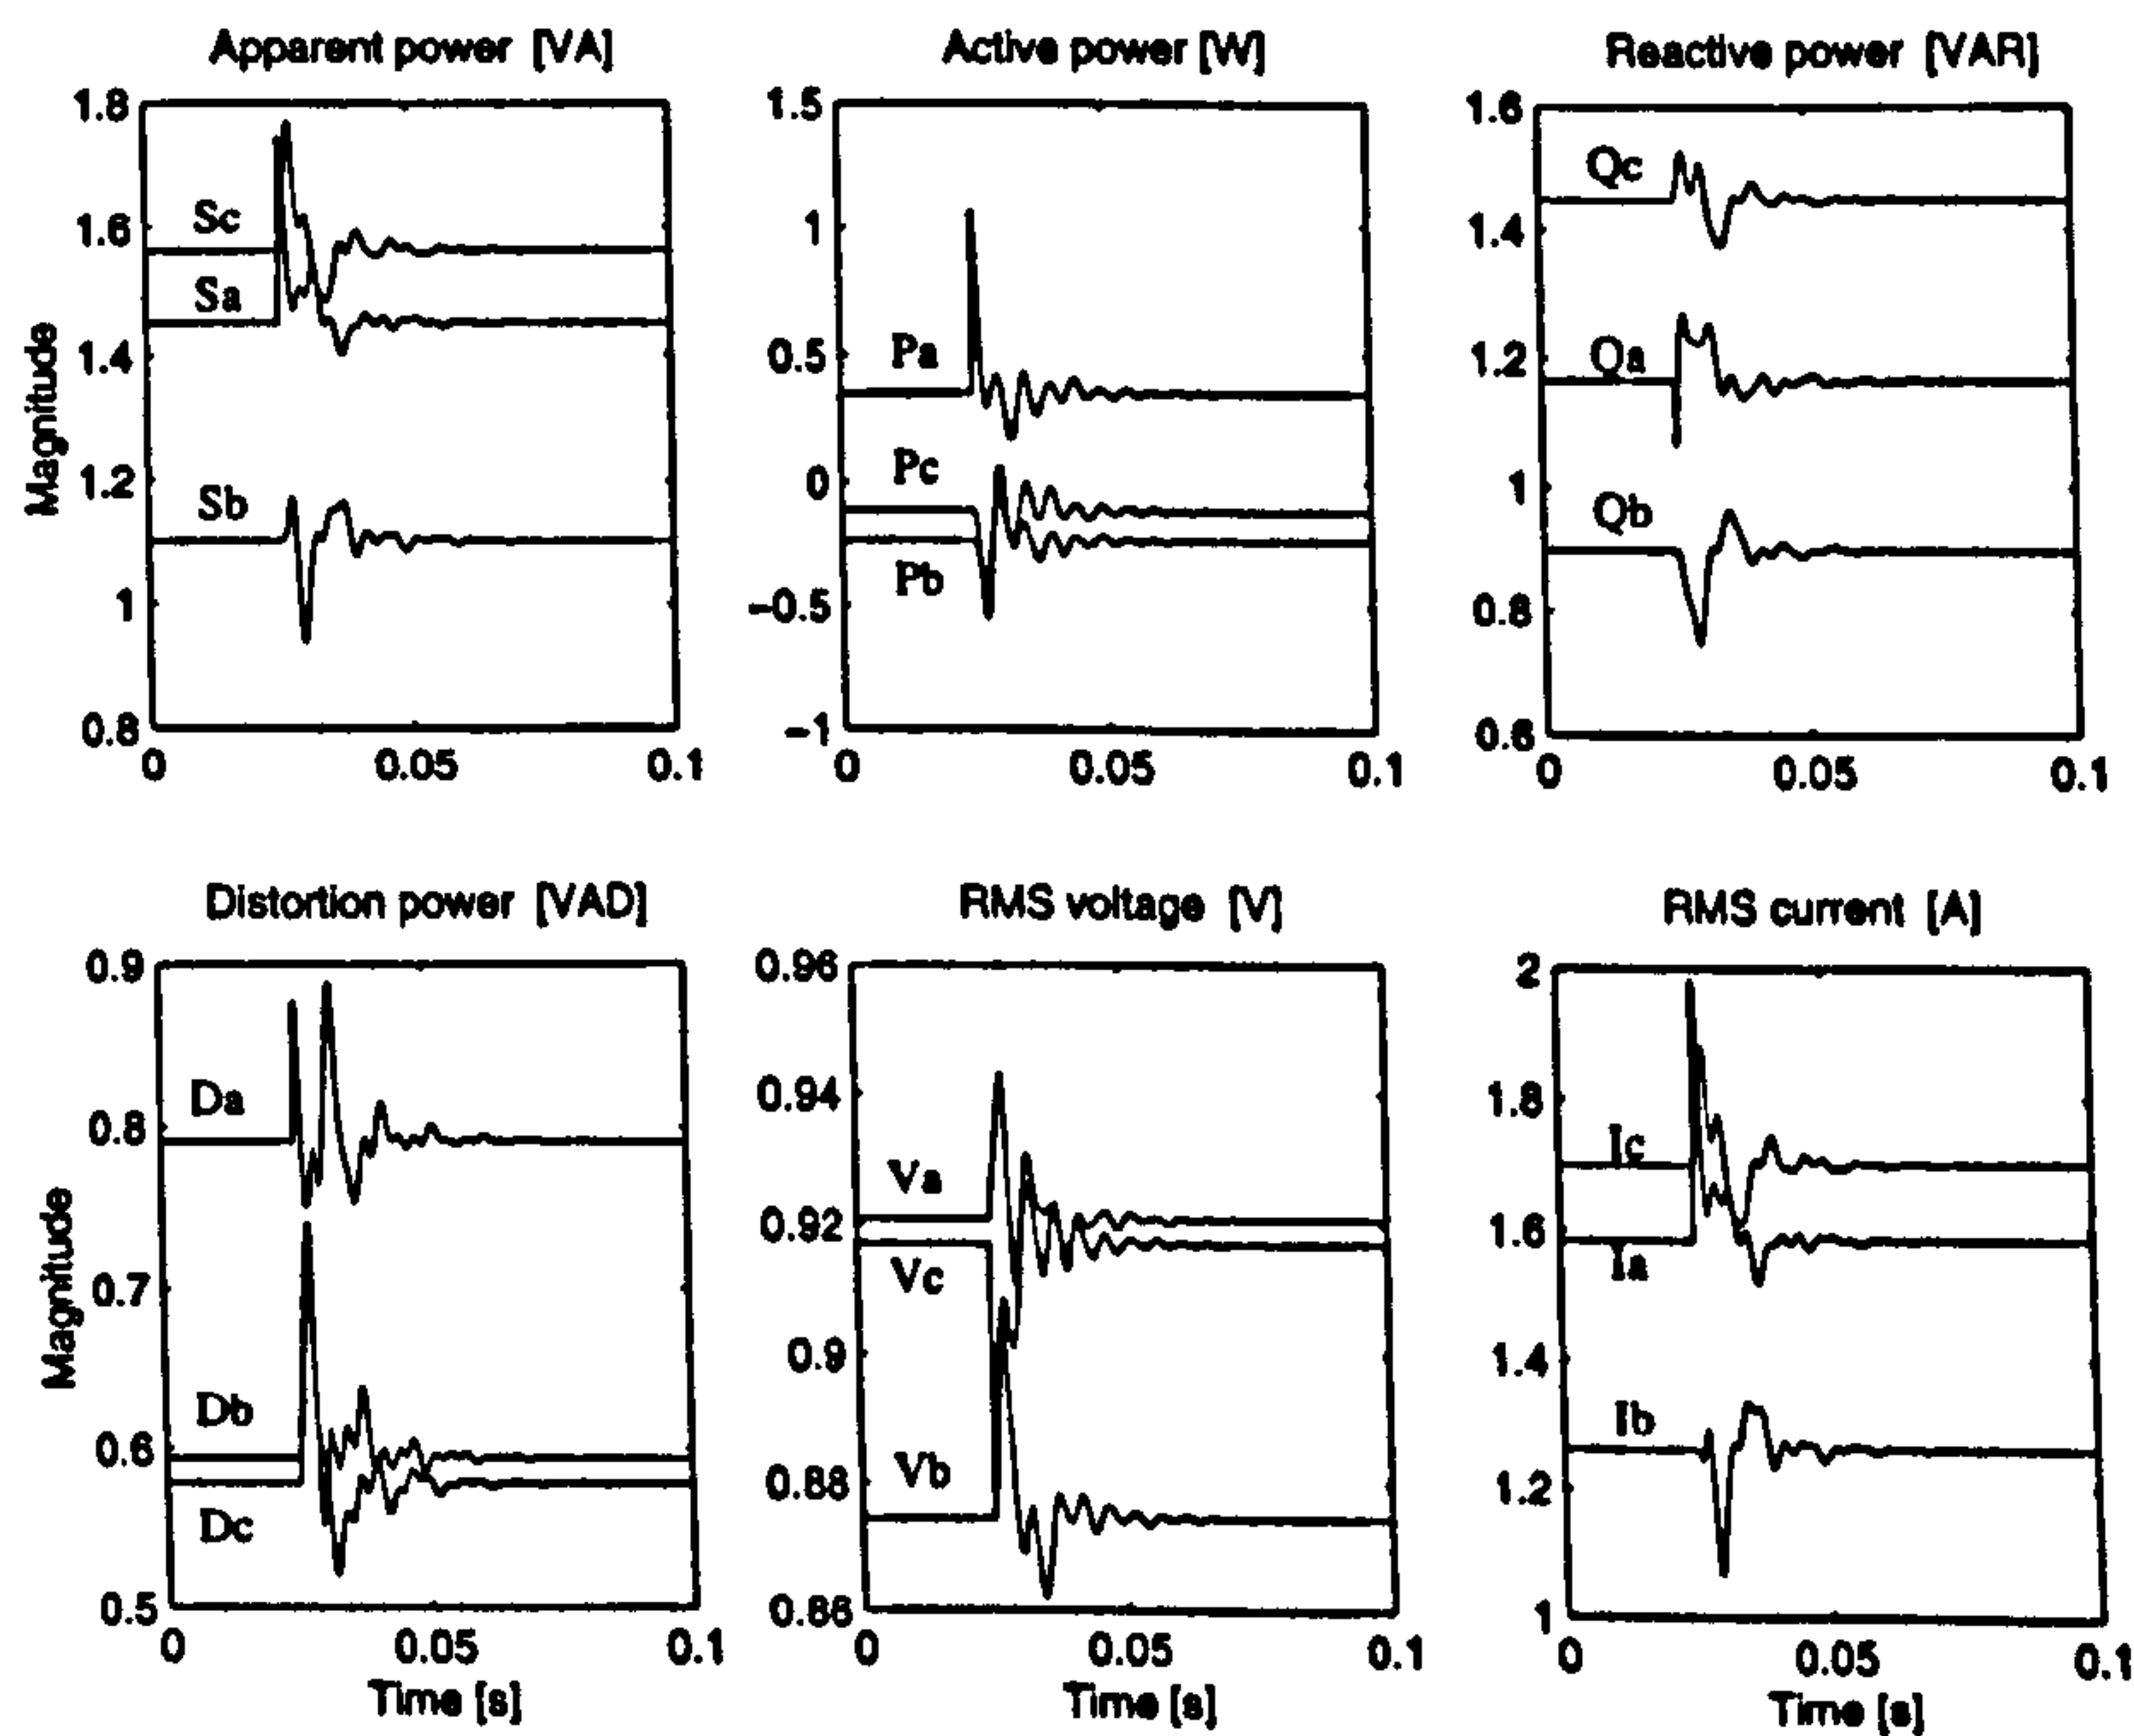 Apparent power [VA]
1.8
1.6
1.4
1.2
1
0.8
Magnitude
Sc
Sa
Sb
0
0.05
0.1
Active power [W]
1.5
1
0.5
0
-0.5
-1
Pa
Pc
Pb
0
0.05
0.1
Reactive power [VAR]
1.6
1.4
1.2
1
0.8
0.6
Qc
Qa
Qb
0
0.05
0.1
Distortion power [VAD]
0.9
0.8
0.7
0.6
0.5
Magnitude
Da
Db
Dc
0
0.05
0.1
Time [s]
RMS voltage [V]
0.96
0.94
0.92
0.9
0.88
0.86
Va
Vc
Vb
0
0.05
0.1
Time [s]
RMS current [A]
2
1.8
1.6
1.4
1.2
1
Ic
Ia
Ib
0
0.05
0.1
Time [s]